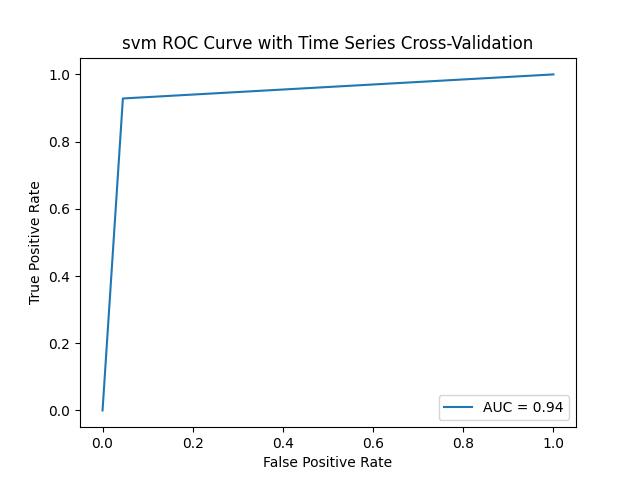 svm ROC Curve with Time Series Cross-Validation
1.0
0.8
0.6
0.4
0.2
0.0
True Positive Rate
AUC = 0.94
0.0 0.2 0.4 0.6 0.8 1.0
False Positive Rate